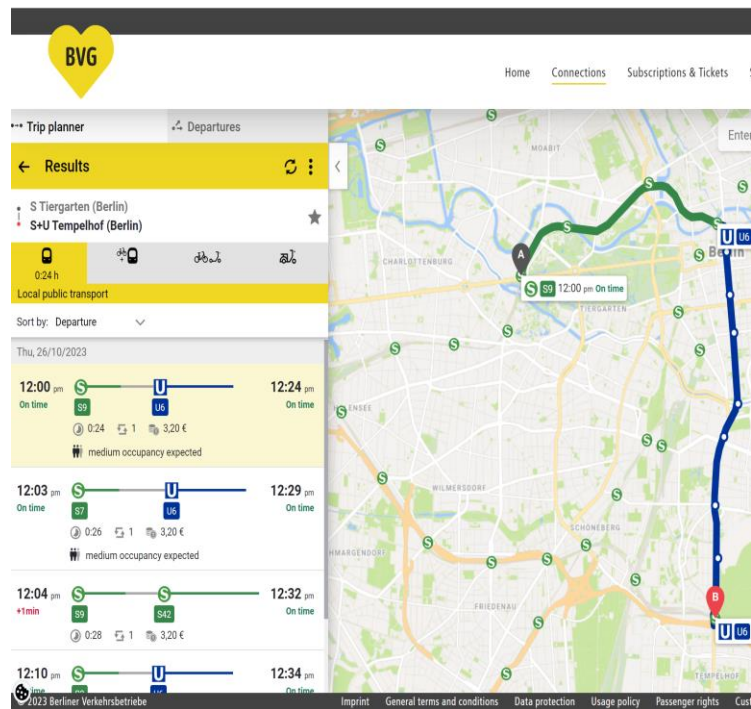 BVG
Home Connections Subscriptions & Tickets
Trip planner Departures
Enter
Results
S Tiergarten (Berlin)
S+U Tempelhof (Berlin)
0:24 h
Local public transport
Sort by: Departure
Thu, 26/10/2023
12:00 pm S U 12:24 pm
On time S9 U6 On time
0:24 1 3,20 €
medium occupancy expected
12:03 pm S U 12:29 pm
On time S7 U6 On time
0:26 1 3,20 €
medium occupancy expected
12:04 pm S S 12:32 pm
+1min S9 S42 On time
0:28 1 3,20 €
12:10 pm S U 12:34 pm
On time
MOABIT
S
S
S
S
U U6
Berlin
CHARLOTTENBURG
A
S S9 12:00 pm On time
TIERGARTEN
S
S
S
S
S
S
S
WILMERSDORF
S
SCHÖNEBERG
S
S
S
FRIEDENAU
B
S
U U6
S
TEMPELHOF
2023 Berliner Verkehrsbetriebe Imprint General terms and conditions Data protection Usage policy Passenger rights